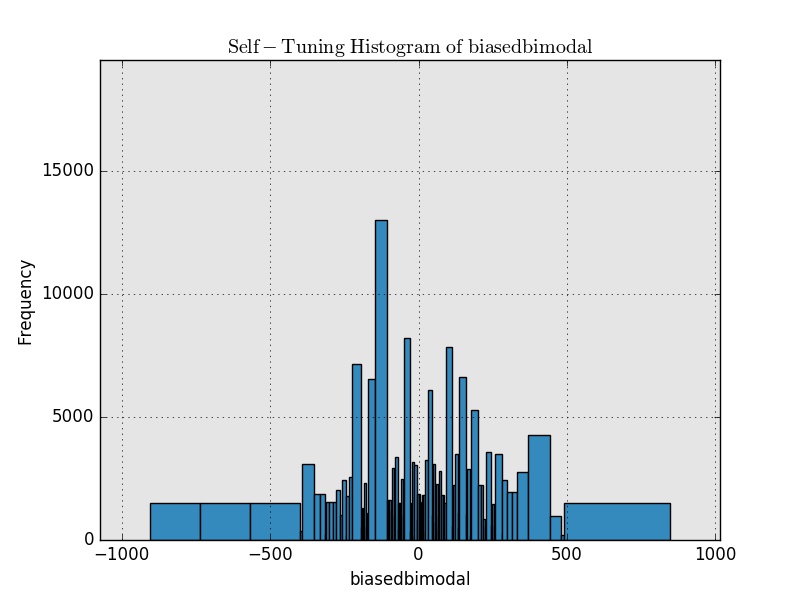 Self − Tuning Histogram of biasedbimodal
15000
10000
5000
0
Frequency
−1000 −500 0 500 1000
biasedbimodal